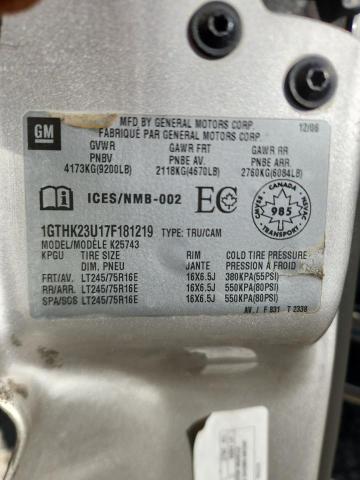 GM
MFD BY GENERAL MOTORS CORP. 12/06
FABRIQUÉ PAR GENERAL MOTORS CORP.
GVWR GAWR FRT GAWR RR
PNBV PNBE AV. PNBE ARR.
4173KG(9200LB) 2118KG(4670LB) 2760KG(6084LB)
ICES/NMB-002 EC CANADA 985
1GTHK23U17F181219 TYPE: TRU/CAM
MODEL/MODÈLE K25743
KPGU TIRE SIZE RIM COLD TIRE PRESSURE
DIM. PNEU JANTE PRESSION À FROID
FRT/AV. LT245/75R16E 16X6.5J 380KPA(55PSI)
RR/ARR. LT245/75R16E 16X6.5J 550KPA(80PSI)
SPA/SCS LT245/75R16E 16X6.5J 550KPA(80PSI)
AV./ F 831 T 2338